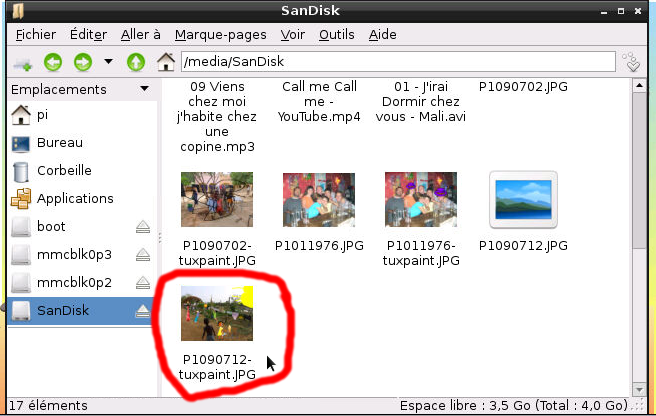 SanDisk
Fichier Éditer Aller à Marque-pages Voir Outils Aide
/media/SanDisk
Emplacements
pi
Bureau
Corbeille
Applications
boot
mmcblk0p3
mmcblk0p2
SanDisk
09 Viens
chez moi
j'habite chez
une
copine.mp3
Call me Call
me -
YouTube.mp4
01 - J'irai
Dormir chez
vous - Mali.avi
P1090702.JPG
P1090702-
tuxpaint.JPG
P1011976.JPG
P1011976-
tuxpaint.JPG
P1090712.JPG
P1090712-
tuxpaint.JPG
17 éléments
Espace libre : 3,5 Go (Total : 4,0 Go)